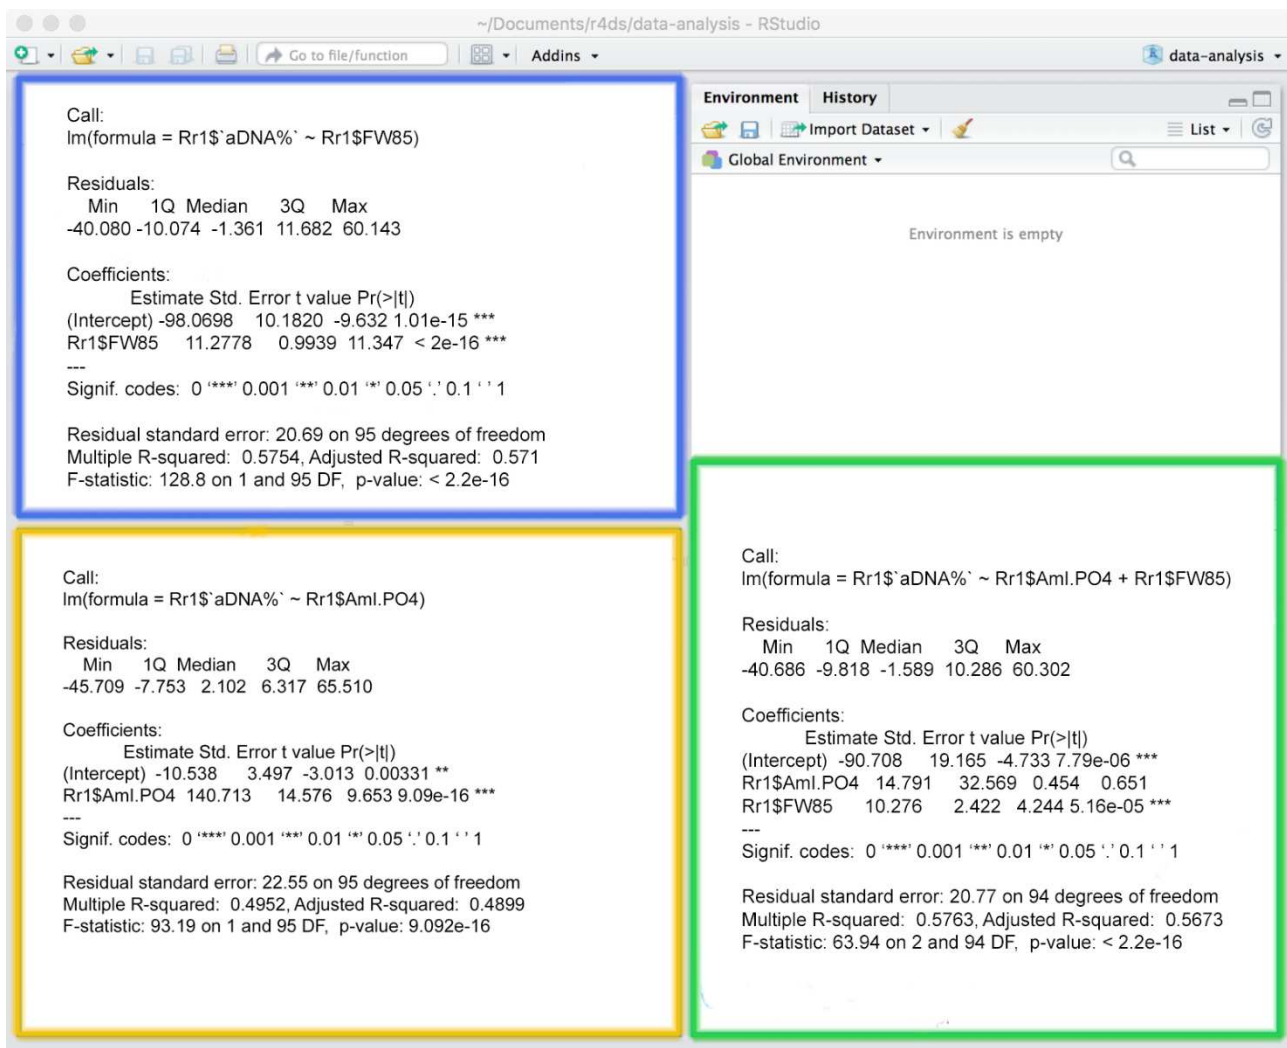 ~/Documents/r4ds/data-analysis - RStudio
Go to file/function
Addins
data-analysis
Call:
lm(formula = Rr1$`aDNA%` ~ Rr1$FW85)
Residuals:
Min 1Q Median 3Q Max
-40.080 -10.074 -1.361 11.682 60.143
Coefficients:
Estimate Std. Error t value Pr(>|t|)
(Intercept) -98.0698 10.1820 -9.632 1.01e-15 ***
Rr1$FW85 11.2778 0.9939 11.347 < 2e-16 ***
---
Signif. codes: 0 ‘***’ 0.001 ‘**’ 0.01 ‘*’ 0.05 ‘.’ 0.1 ‘ ’ 1
Residual standard error: 20.69 on 95 degrees of freedom
Multiple R-squared: 0.5754, Adjusted R-squared: 0.571
F-statistic: 128.8 on 1 and 95 DF, p-value: < 2.2e-16
Environment History
Import Dataset
List
Global Environment
Environment is empty
Call:
lm(formula = Rr1$`aDNA%` ~ Rr1$AmI.PO4)
Residuals:
Min 1Q Median 3Q Max
-45.709 -7.753 2.102 6.317 65.510
Coefficients:
Estimate Std. Error t value Pr(>|t|)
(Intercept) -10.538 3.497 -3.013 0.00331 **
Rr1$AmI.PO4 140.713 14.576 9.653 9.09e-16 ***
---
Signif. codes: 0 ‘***’ 0.001 ‘**’ 0.01 ‘*’ 0.05 ‘.’ 0.1 ‘ ’ 1
Residual standard error: 22.55 on 95 degrees of freedom
Multiple R-squared: 0.4952, Adjusted R-squared: 0.4899
F-statistic: 93.19 on 1 and 95 DF, p-value: 9.092e-16
Call:
lm(formula = Rr1$`aDNA%` ~ Rr1$AmI.PO4 + Rr1$FW85)
Residuals:
Min 1Q Median 3Q Max
-40.686 -9.818 -1.589 10.286 60.302
Coefficients:
Estimate Std. Error t value Pr(>|t|)
(Intercept) -90.708 19.165 -4.733 7.79e-06 ***
Rr1$AmI.PO4 14.791 32.569 0.454 0.651
Rr1$FW85 10.276 2.422 4.244 5.16e-05 ***
---
Signif. codes: 0 ‘***’ 0.001 ‘**’ 0.01 ‘*’ 0.05 ‘.’ 0.1 ‘ ’ 1
Residual standard error: 20.77 on 94 degrees of freedom
Multiple R-squared: 0.5763, Adjusted R-squared: 0.5673
F-statistic: 63.94 on 2 and 94 DF, p-value: < 2.2e-16